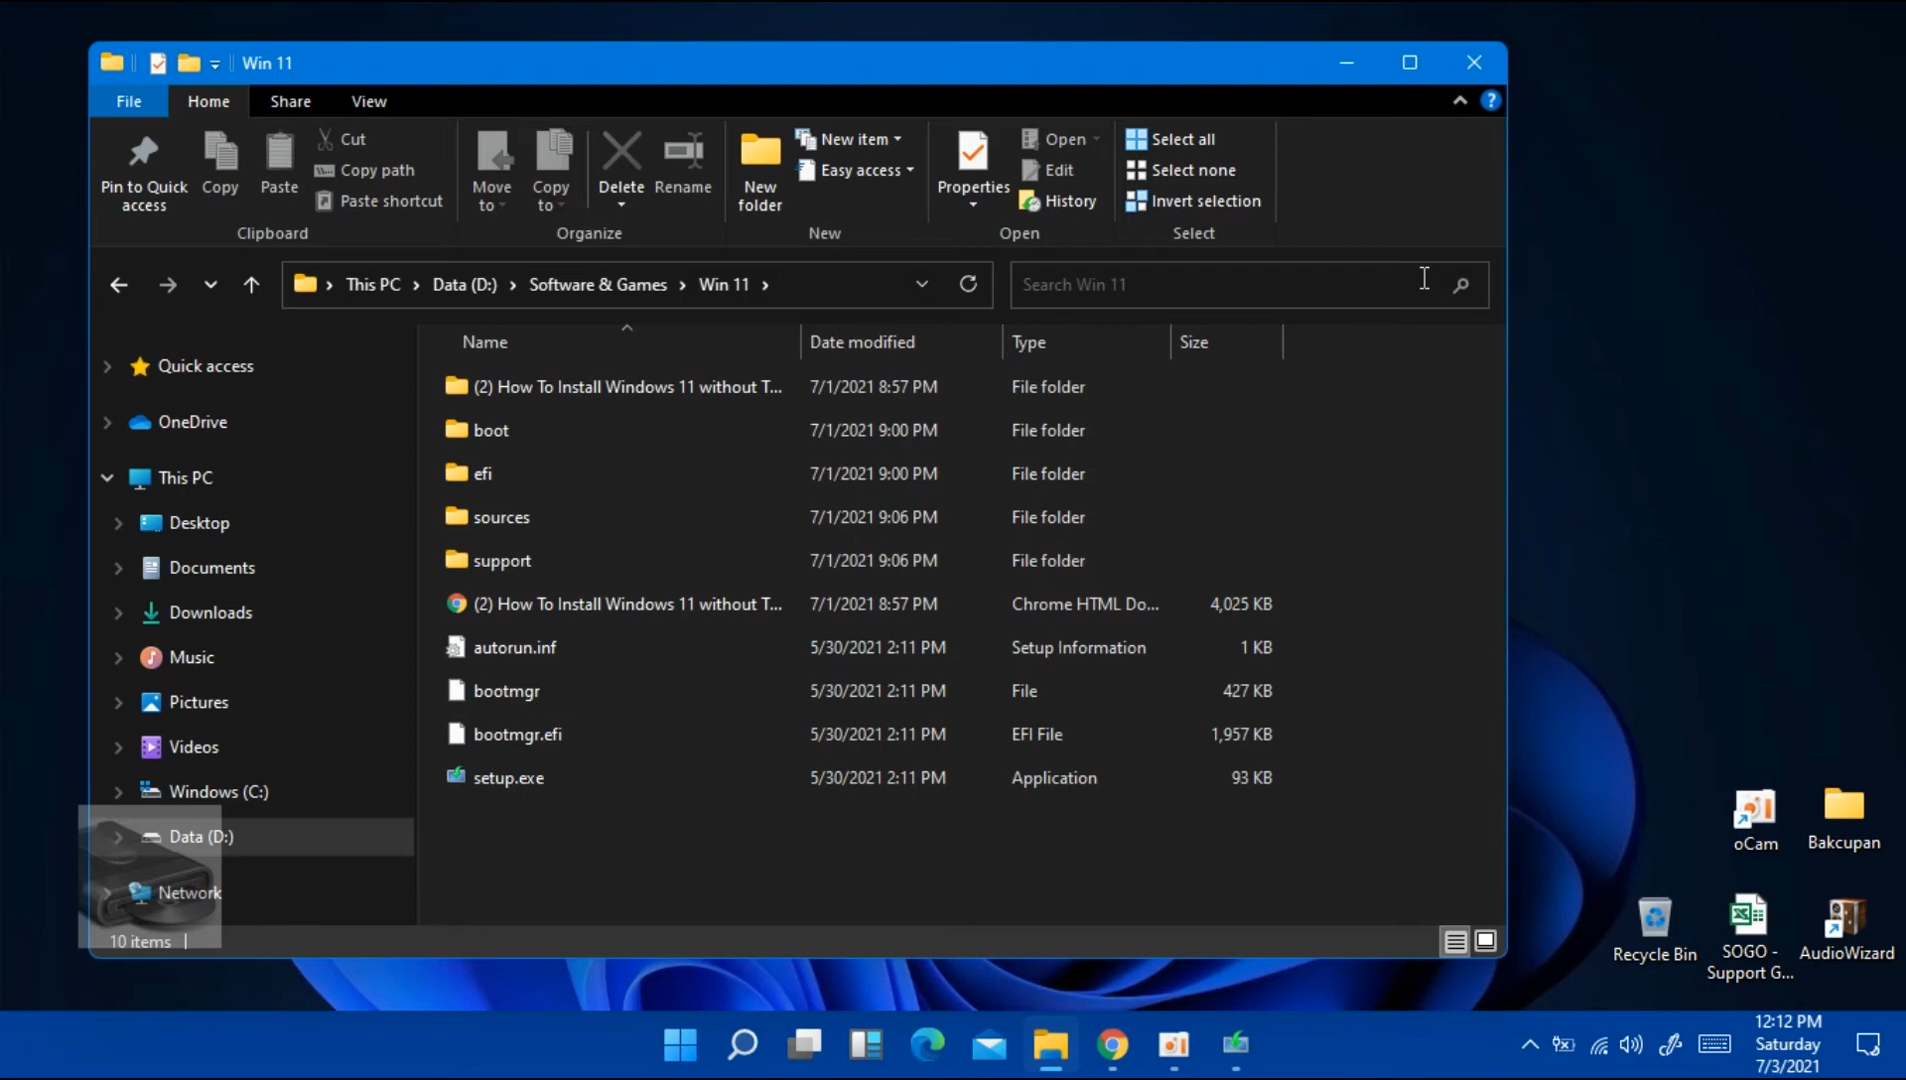 Win 11
File Home Share View
Pin to Quick access
Copy
Paste
Cut
Copy path
Paste shortcut
Clipboard
Move to
Copy to
Delete
Rename
Organize
New folder
New item
Easy access
New
Properties
Open
Edit
History
Open
Select all
Select none
Invert selection
Select
This PC > Data (D:) > Software & Games > Win 11 >
Search Win 11
Quick access
OneDrive
This PC
Desktop
Documents
Downloads
Music
Pictures
Videos
Windows (C:)
Data (D:)
Network
Name Date modified Type Size
(2) How To Install Windows 11 without T... 7/1/2021 8:57 PM File folder
boot 7/1/2021 9:00 PM File folder
efi 7/1/2021 9:00 PM File folder
sources 7/1/2021 9:06 PM File folder
support 7/1/2021 9:06 PM File folder
(2) How To Install Windows 11 without T... 7/1/2021 8:57 PM Chrome HTML Do... 4,025 KB
autorun.inf 5/30/2021 2:11 PM Setup Information 1 KB
bootmgr 5/30/2021 2:11 PM File 427 KB
bootmgr.efi 5/30/2021 2:11 PM EFI File 1,957 KB
setup.exe 5/30/2021 2:11 PM Application 93 KB
10 items
oCam
Bakcupan
Recycle Bin
SOGO -
Support G...
AudioWizard
12:12 PM
Saturday
7/3/2021